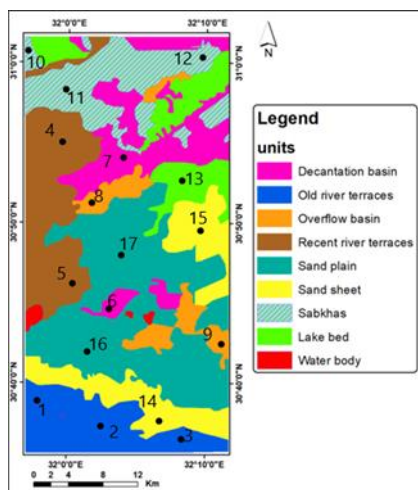 32°0'0"E 32°10'0"E
N
31°0'0"N 31°0'0"N
10 12
11
4
7
13
8
15
30°50'0"N 30°50'0"N
17
5
6
9
16
30°40'0"N 30°40'0"N
1
14
2
3
32°0'0"E 32°10'0"E
0 2 4 8 12
Km
Legend
units
Decantation basin
Old river terraces
Overflow basin
Recent river terraces
Sand plain
Sand sheet
Sabkhas
Lake bed
Water body